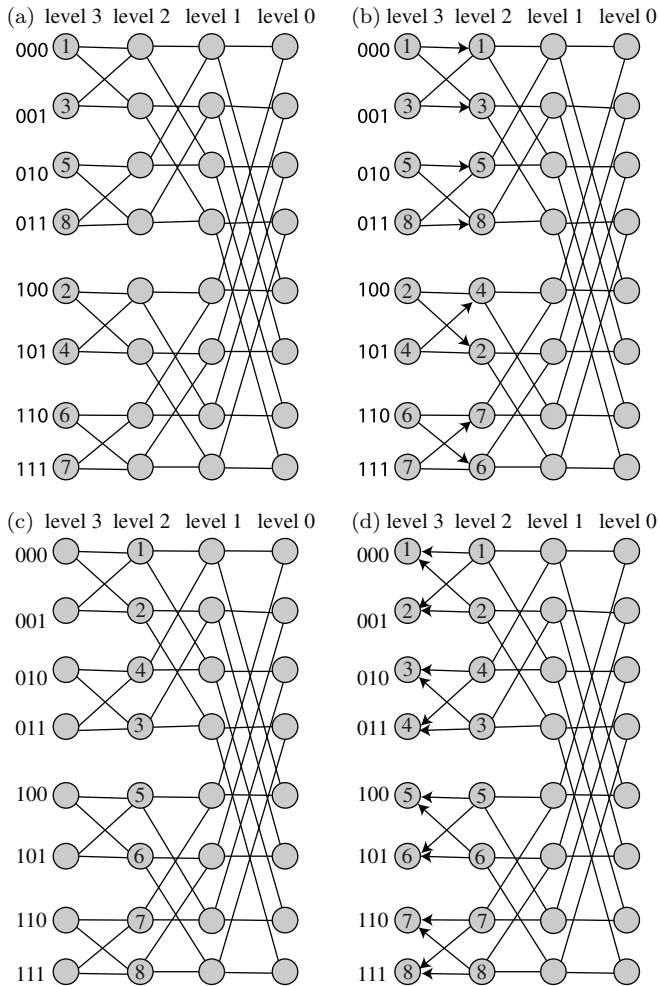 (a) level 3 level 2 level 1 level 0
000 1
001 3
010 5
011 8
100 2
101 4
110 6
111 7
(b) level 3 level 2 level 1 level 0
000 1 1
001 3 3
010 5 5
011 8 8
100 2 4
101 4 2
110 6 7
111 7 6
(c) level 3 level 2 level 1 level 0
000 1
001 2
010 4
011 3
100 5
101 6
110 7
111 8
(d) level 3 level 2 level 1 level 0
000 1 1
001 2 2
010 3 4
011 4 3
100 5 5
101 6 6
110 7 7
111 8 8